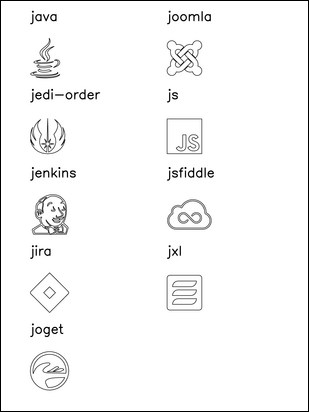 java
joomla
jedi-order
js
JS
jenkins
jsfiddle
jira
jxl
joget